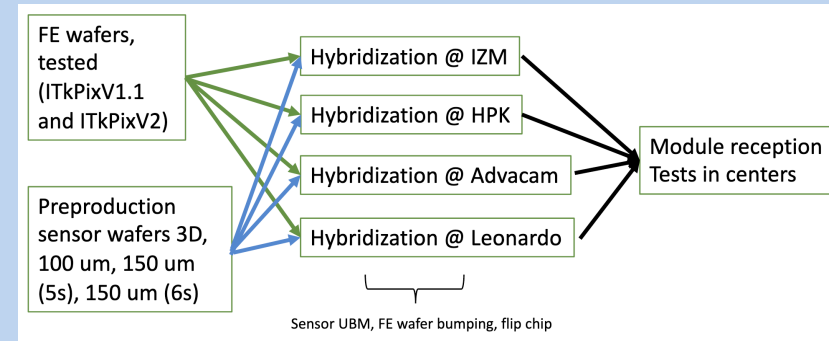 FE wafers,
tested
(ITkPixV1.1
and ITkPixV2)
Preproduction
sensor wafers 3D,
100 um, 150 um
(5s), 150 um (6s)
Hybridization @ IZM
Hybridization @ HPK
Hybridization @ Advacam
Hybridization @ Leonardo
Sensor UBM, FE wafer bumping, flip chip
Module reception
Tests in centers